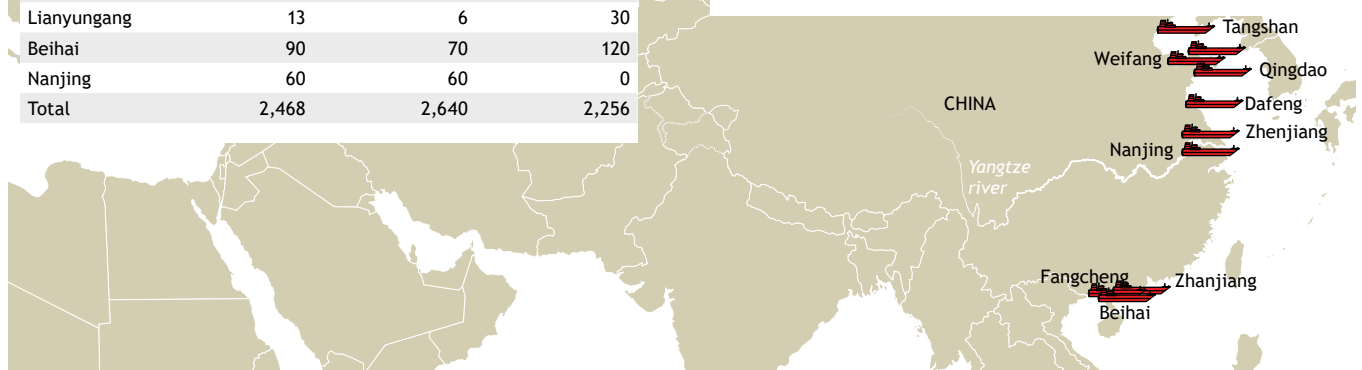 Lianyungang 13 6 30
Beihai 90 70 120
Nanjing 60 60 0
Total 2,468 2,640 2,256
Tangshan
Weifang
Qingdao
CHINA
Dafeng
Zhenjiang
Nanjing
Yangtze
river
Fangcheng
Zhanjiang
Beihai